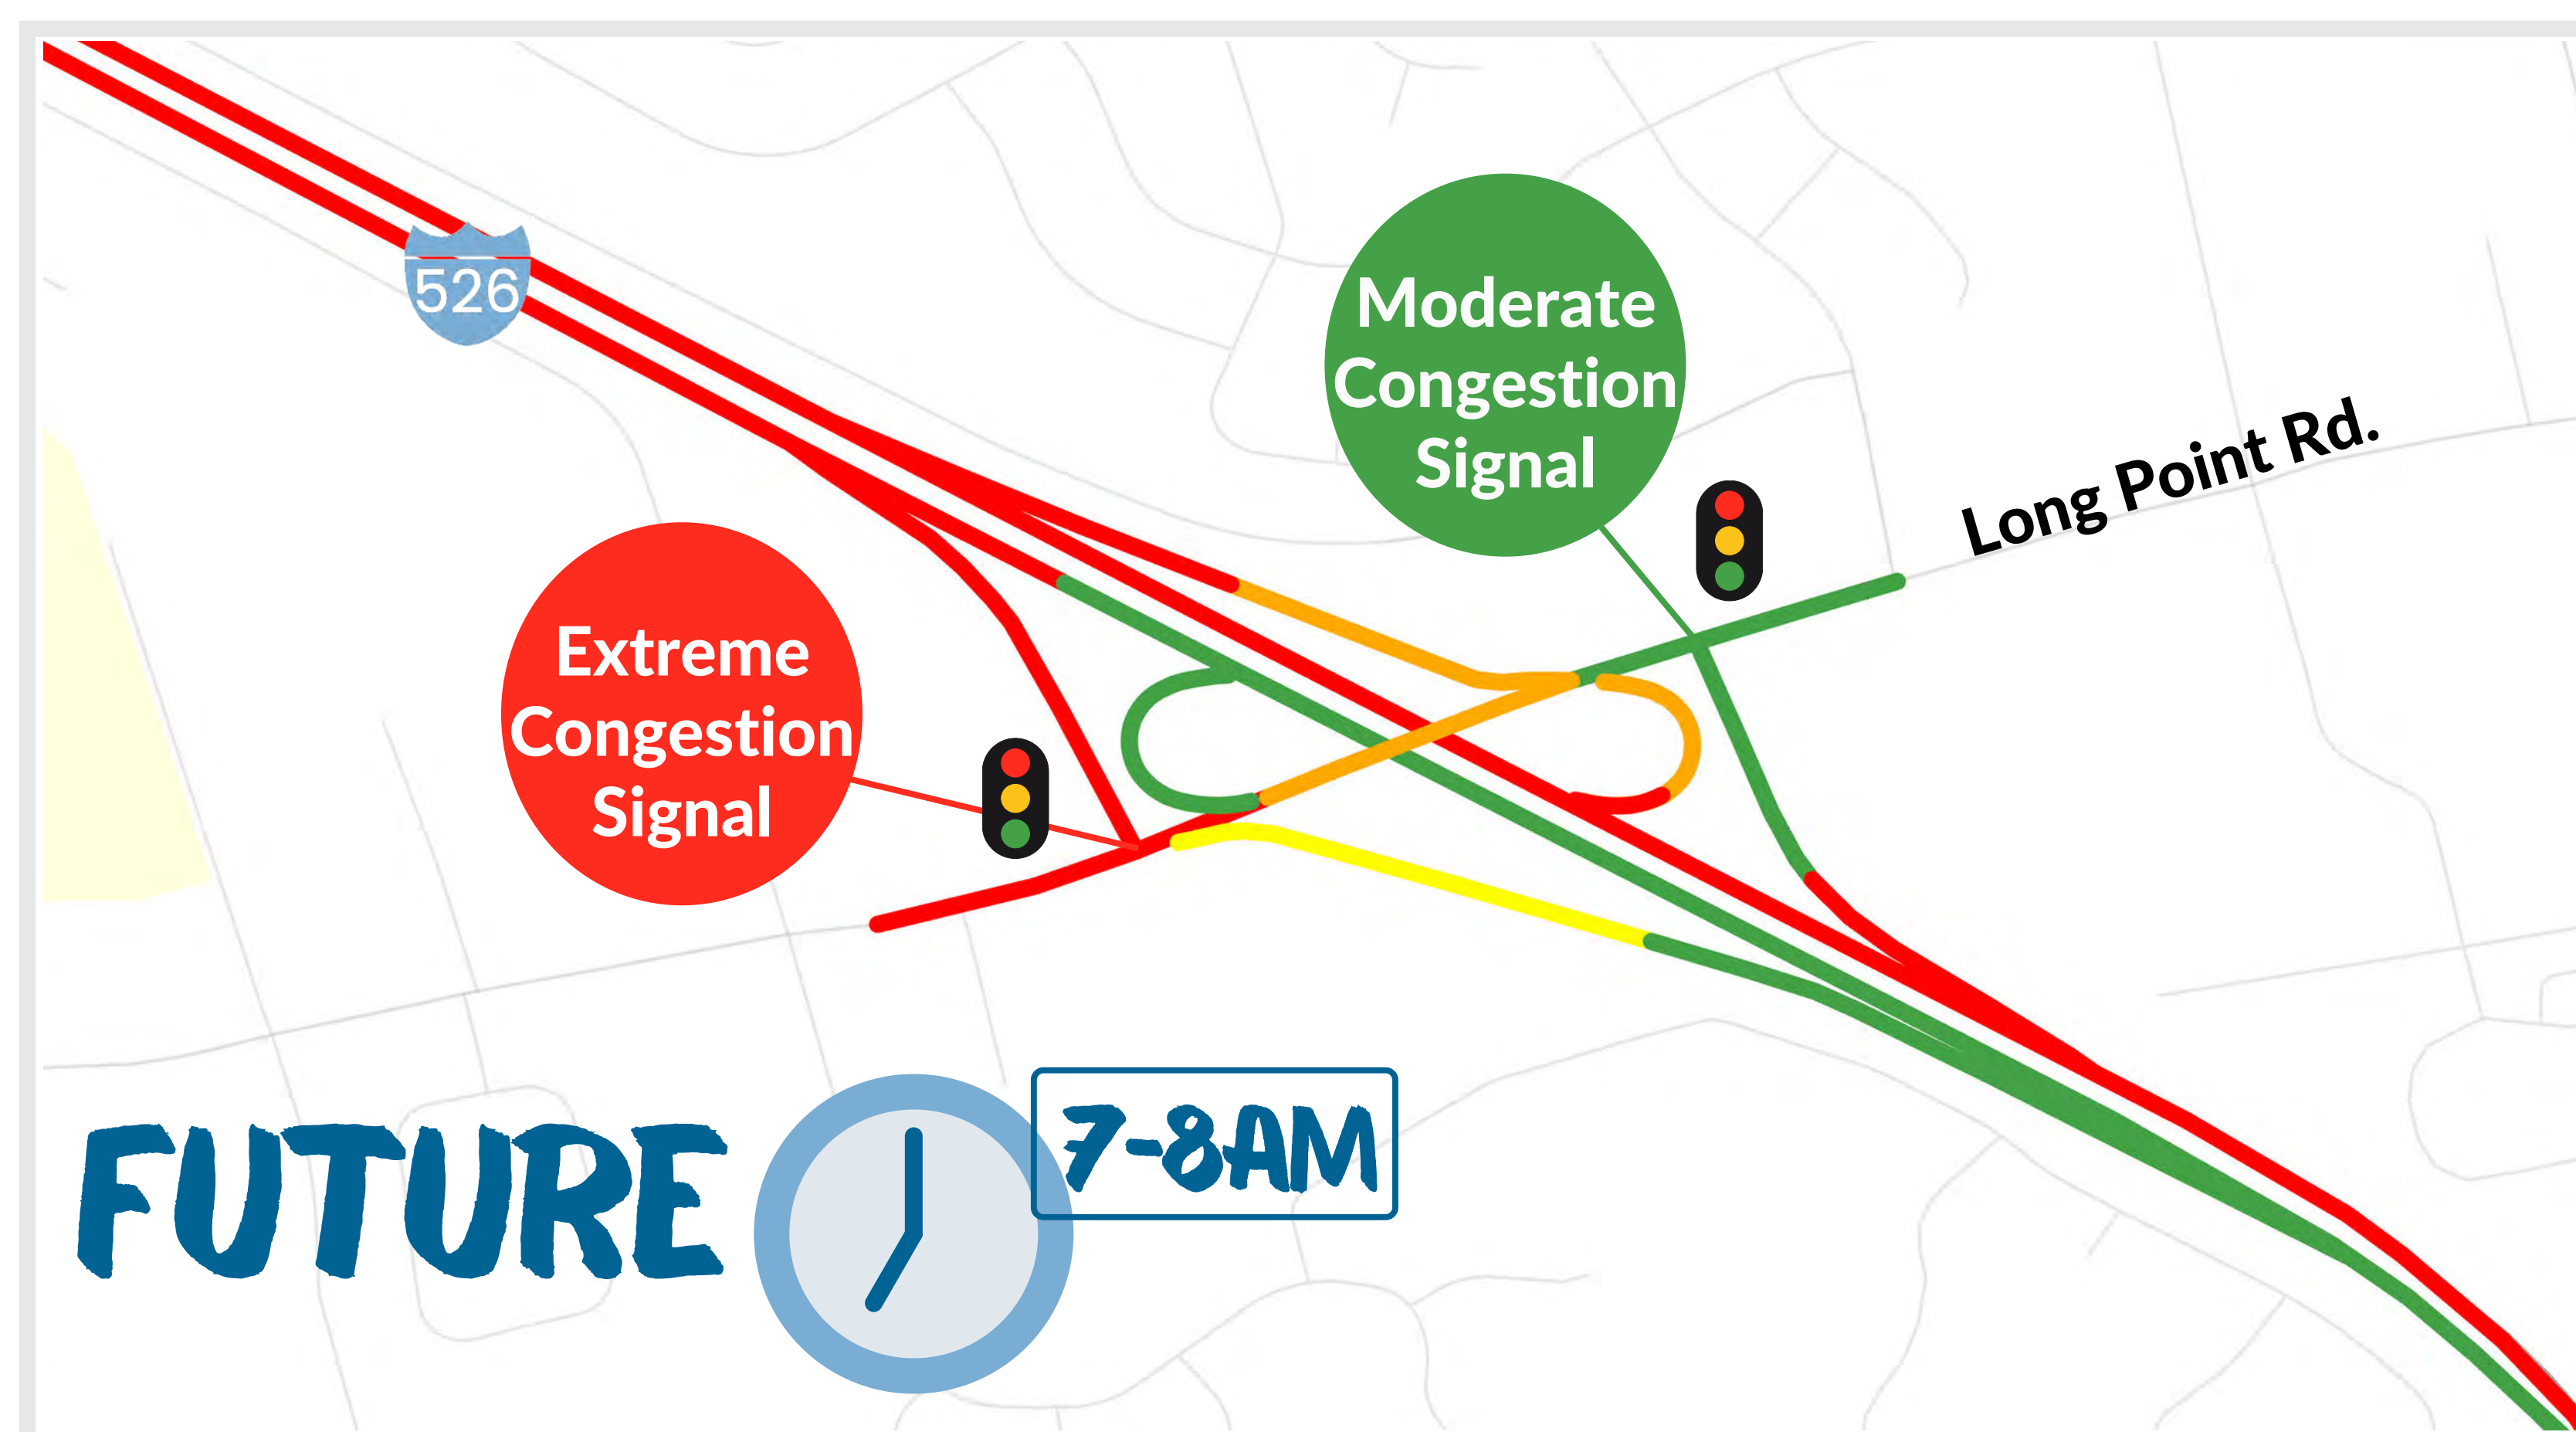 526
Moderate
Congestion
Signal
Long Point Rd.
Extreme
Congestion
Signal
FUTURE
7-8AM